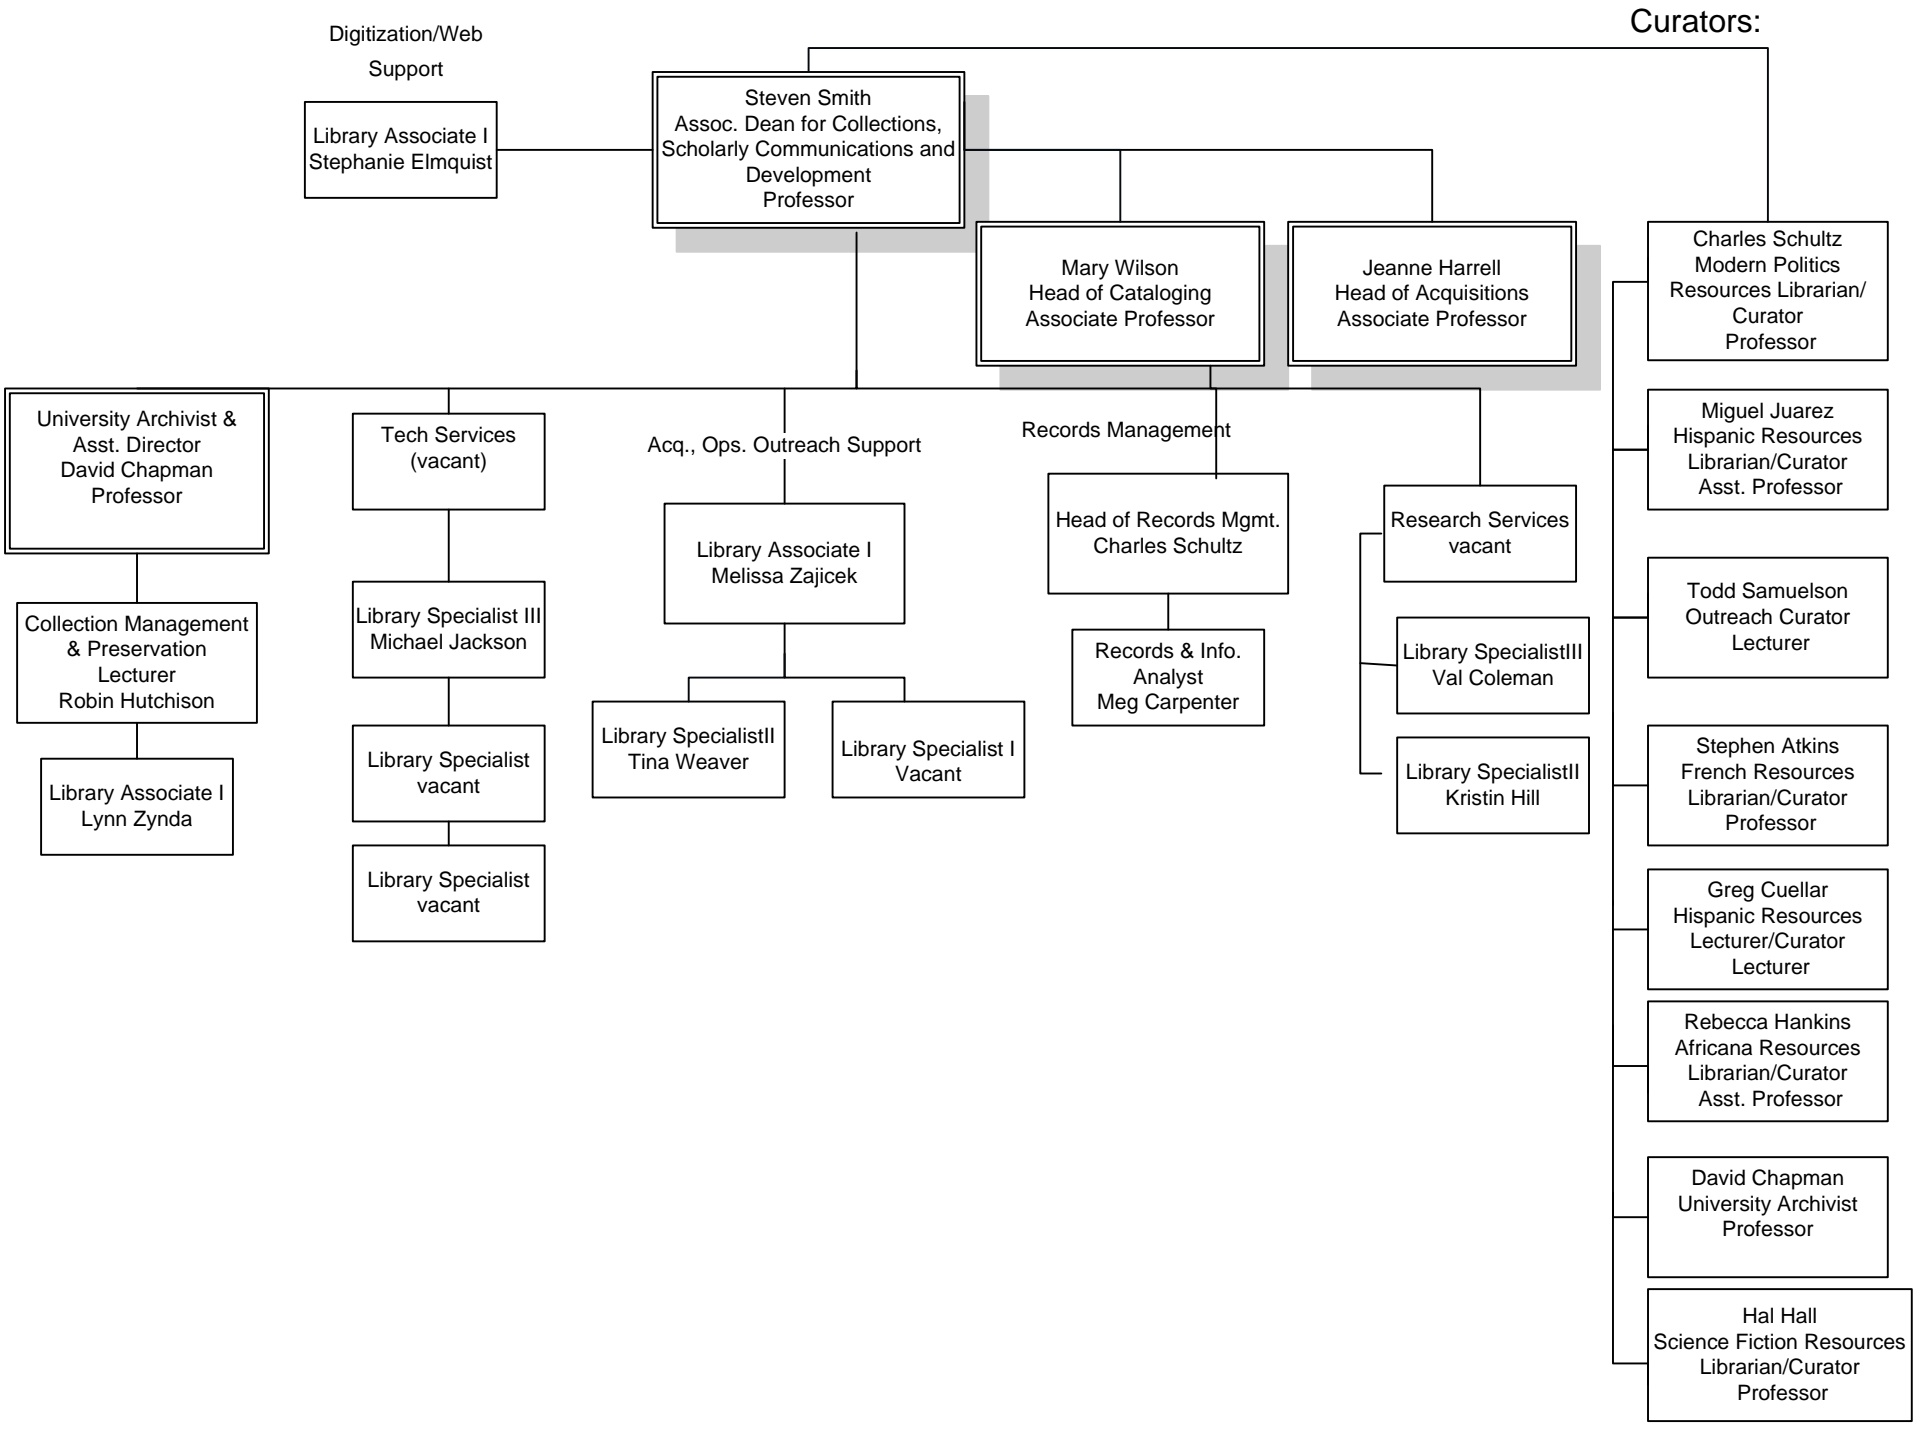 Curators:
Digitization/Web
Support
Steven Smith
Assoc. Dean for Collections,
Scholarly Communications and
Development
Professor
Library Associate I
Stephanie Elmquist
Mary Wilson
Head of Cataloging
Associate Professor
Jeanne Harrell
Head of Acquisitions
Associate Professor
University Archivist &
Asst. Director
David Chapman
Professor
Collection Management
& Preservation
Lecturer
Robin Hutchison
Library Associate I
Lynn Zynda
Tech Services
(vacant)
Library Specialist III
Michael Jackson
Library Specialist
vacant
Library Specialist
vacant
Acq., Ops. Outreach Support
Library Associate I
Melissa Zajicek
Library SpecialistII
Tina Weaver
Library Specialist I
Vacant
Records Management
Head of Records Mgmt.
Charles Schultz
Records & Info.
Analyst
Meg Carpenter
Research Services
vacant
Library SpecialistIII
Val Coleman
Library SpecialistII
Kristin Hill
Charles Schultz
Modern Politics
Resources Librarian/
Curator
Professor
Miguel Juarez
Hispanic Resources
Librarian/Curator
Asst. Professor
Todd Samuelson
Outreach Curator
Lecturer
Stephen Atkins
French Resources
Librarian/Curator
Professor
Greg Cuellar
Hispanic Resources
Lecturer/Curator
Lecturer
Rebecca Hankins
Africana Resources
Librarian/Curator
Asst. Professor
David Chapman
University Archivist
Professor
Hal Hall
Science Fiction Resources
Librarian/Curator
Professor